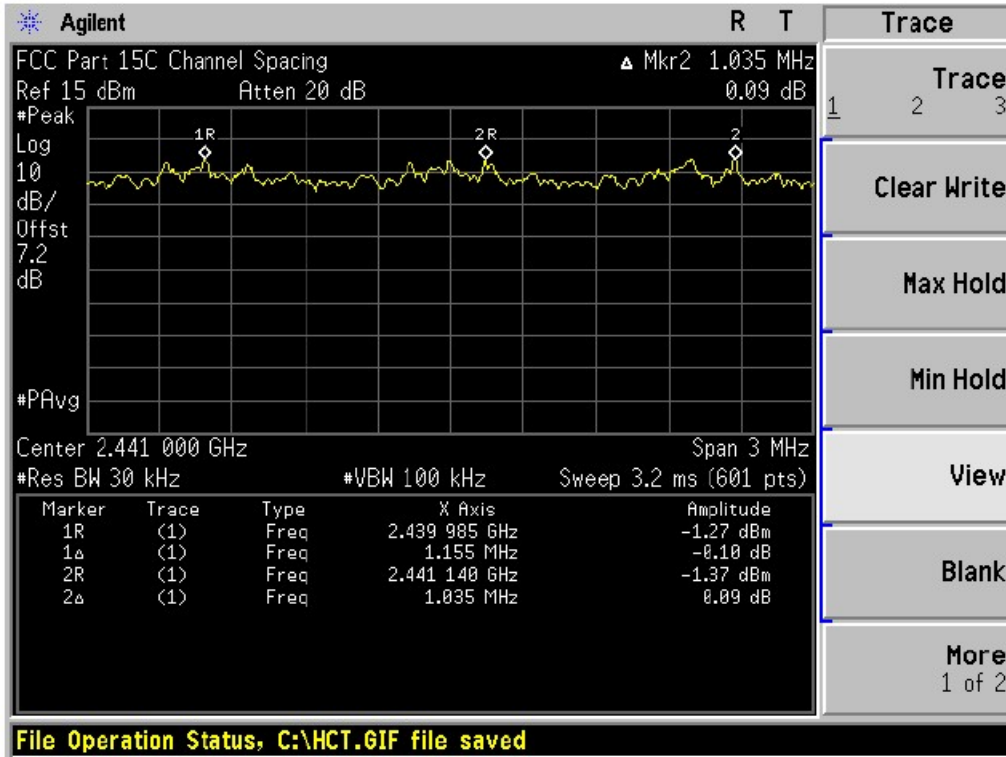 Agilent R T Trace
FCC Part 15C Channel Spacing Δ Mkr2 1.035 MHz
Ref 15 dBm Atten 20 dB 0.09 dB
#Peak
Log
10
dB/
Offst
7.2
dB
#PAvg
1R 2R 2
Center 2.441 000 GHz Span 3 MHz
#Res BW 30 kHz #VBW 100 kHz Sweep 3.2 ms (601 pts)
Marker Trace Type X Axis Amplitude
1R (1) Freq 2.439 985 GHz -1.27 dBm
1Δ (1) Freq 1.155 MHz -0.10 dB
2R (1) Freq 2.441 140 GHz -1.37 dBm
2Δ (1) Freq 1.035 MHz 0.09 dB
Trace
1 2 3
Clear Write
Max Hold
Min Hold
View
Blank
More
1 of 2
File Operation Status, C:\HCT.GIF file saved